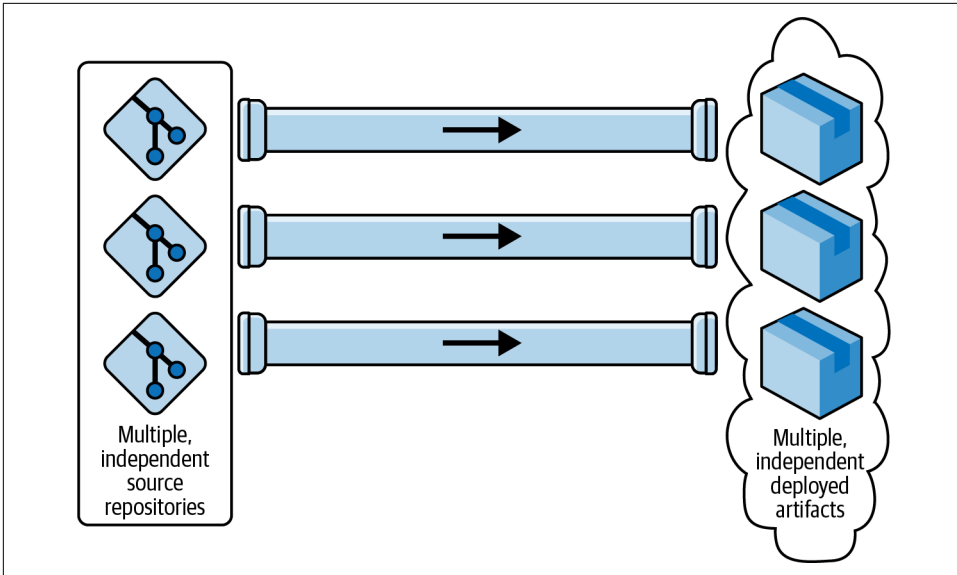 Multiple,
independent
source
repositories
Multiple,
independent
deployed
artifacts